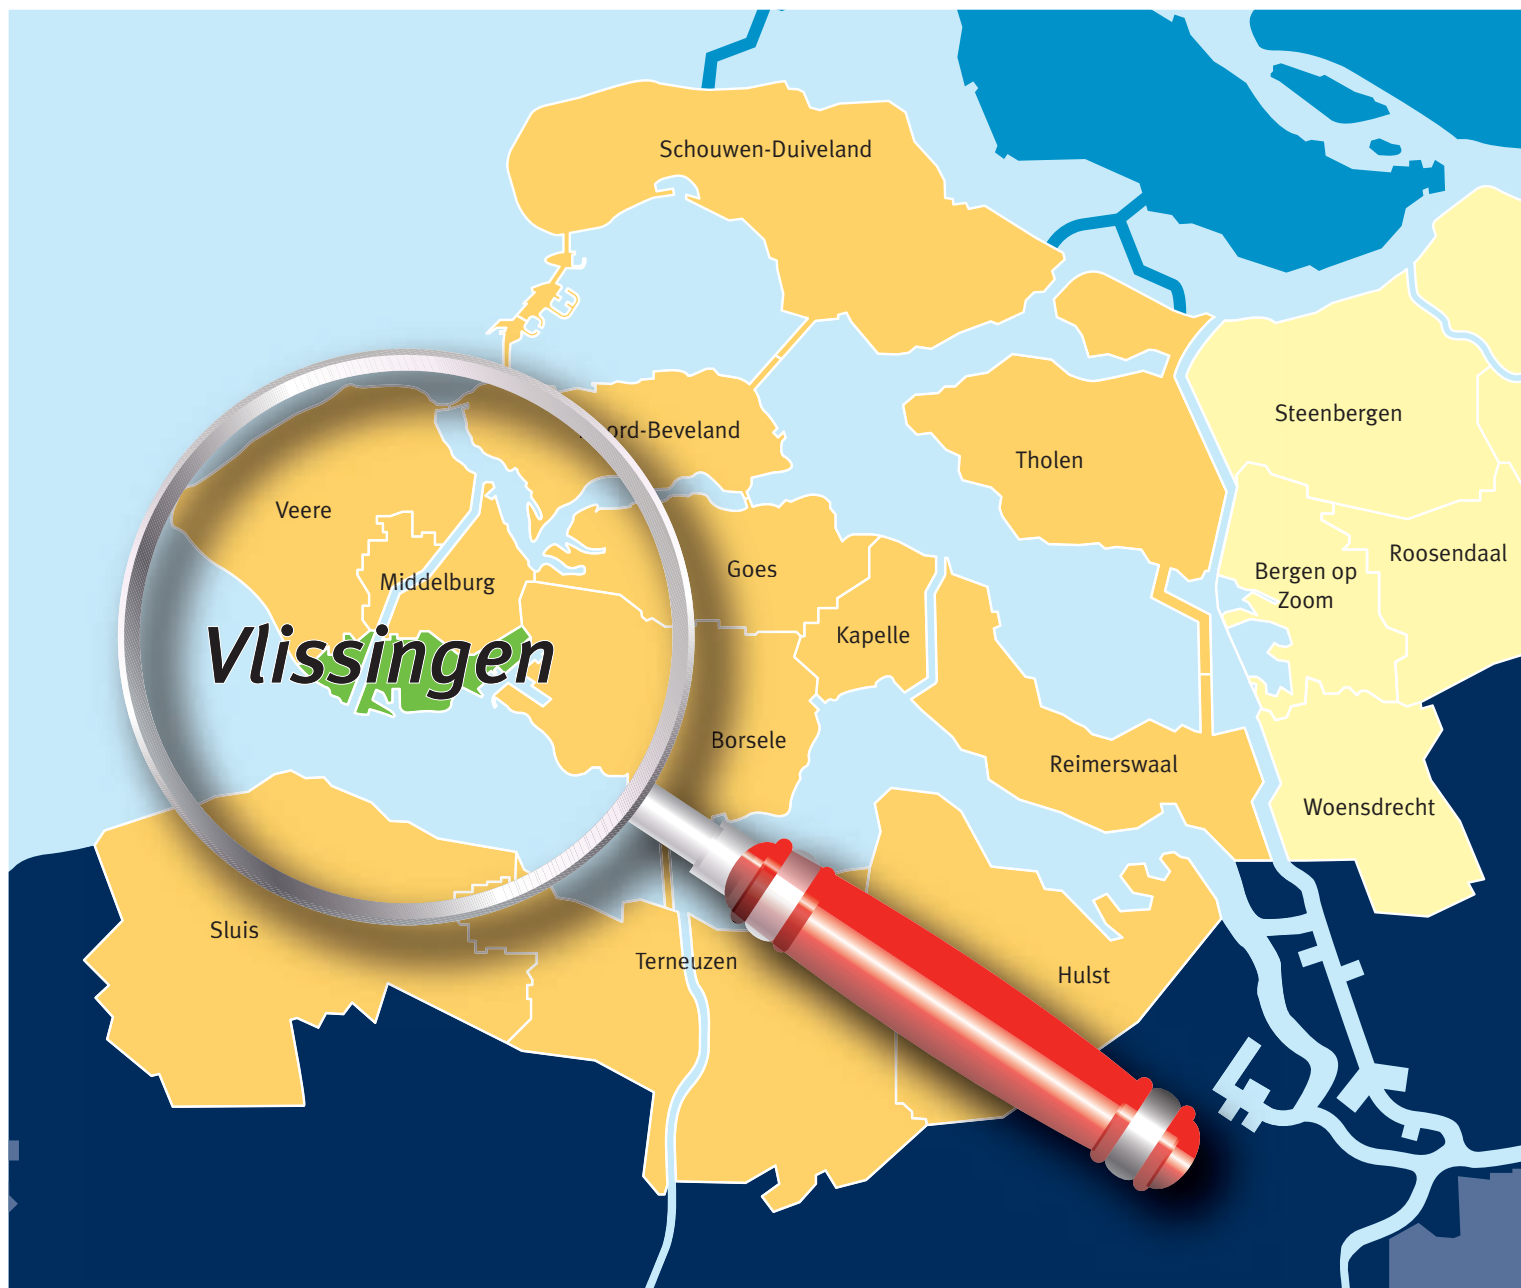 Schouwen-Duiveland
Steenbergen
ord-Beveland
Tholen
Veere
Roosendaal
Goes
Bergen op
Zoom
Middelburg
Kapelle
Vlissingen
Borsele
Reimerswaal
Woensdrecht
Sluis
Terneuzen
Hulst